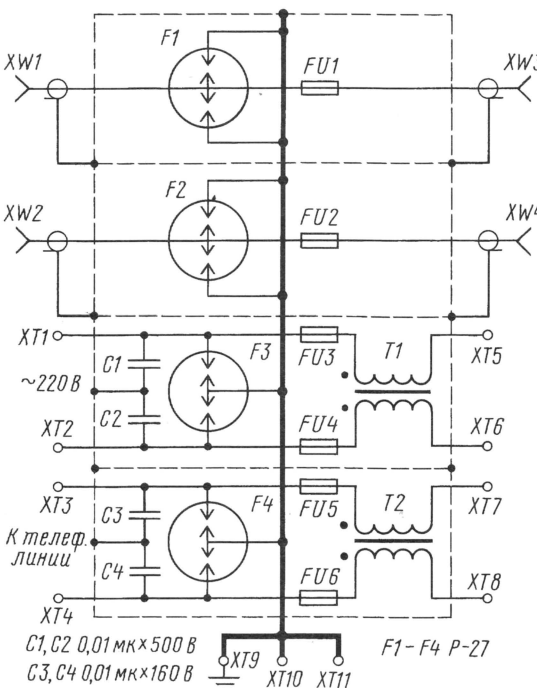 F1
XW1
FU1
XW3
F2
XW2
FU2
XW4
XT1
C1
F3
FU3
T1
XT5
~220 В
C2
XT2
FU4
XT6
XT3
C3
F4
FU5
T2
XT7
К телеф.
линии
C4
XT4
FU6
XT8
C1, C2 0,01 мк×500 В
C3, C4 0,01 мк×160 В
XT9
XT10
XT11
F1–F4 Р-27